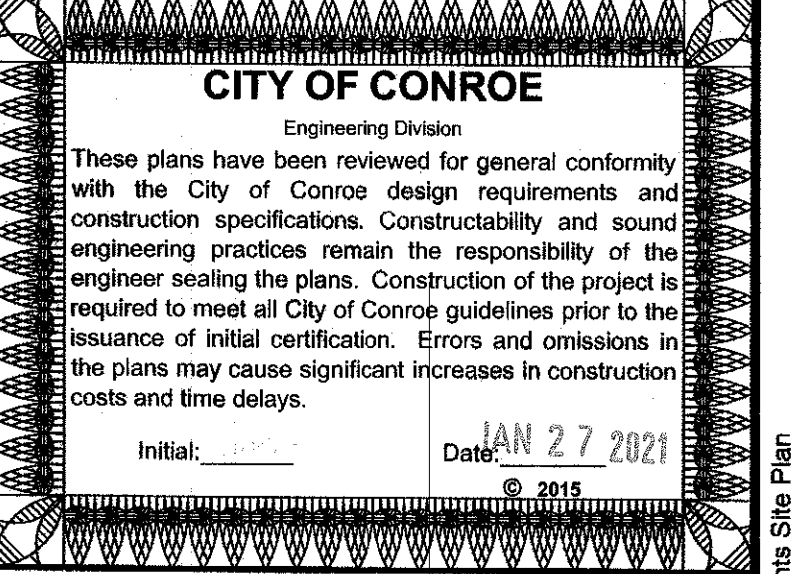 CITY OF CONROE
Engineering Division
These plans have been reviewed for general conformity
with the City of Conroe design requirements and
construction specifications. Constructability and sound
engineering practices remain the responsibility of the
engineer sealing the plans. Construction of the project is
required to meet all City of Conroe guidelines prior to the
issuance of initial certification. Errors and omissions in
the plans may cause significant increases in construction
costs and time delays.
Initial:
Date: JAN 27 2021
© 2015
Site Plan